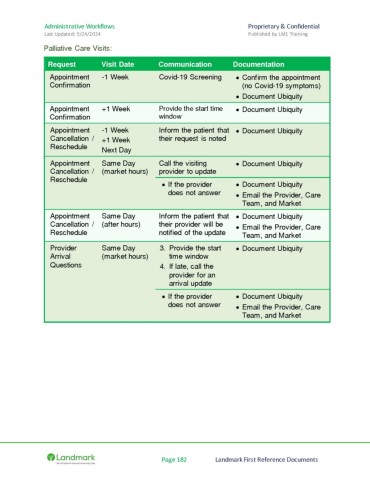 Administrative Workflows Proprietary & Confidential
Last Updated: 5/24/2024 Published by LM1 Training
Palliative Care Visits:
Request Visit Date Communication Documentation
Appointment -1 Week Covid-19 Screening • Confirm the appointment
Confirmation (no Covid-19 symptoms)
• Document Ubiquity
Appointment +1 Week Provide the start time • Document Ubiquity
Confirmation window
Appointment -1 Week Inform the patient that • Document Ubiquity
Cancellation / +1 Week their request is noted
Reschedule Next Day
Appointment Same Day Call the visiting • Document Ubiquity
Cancellation / (market hours) provider to update
Reschedule
• If the provider • Document Ubiquity
does not answer • Email the Provider, Care
Team, and Market
Appointment Same Day Inform the patient that • Document Ubiquity
Cancellation / (after hours) their provider will be • Email the Provider, Care
Reschedule notified of the update Team, and Market
Provider Same Day 3. Provide the start • Document Ubiquity
Arrival (market hours) time window
Questions 4. If late, call the
provider for an
arrival update
• If the provider • Document Ubiquity
does not answer • Email the Provider, Care
Team, and Market
Landmark Page 182 Landmark First Reference Documents